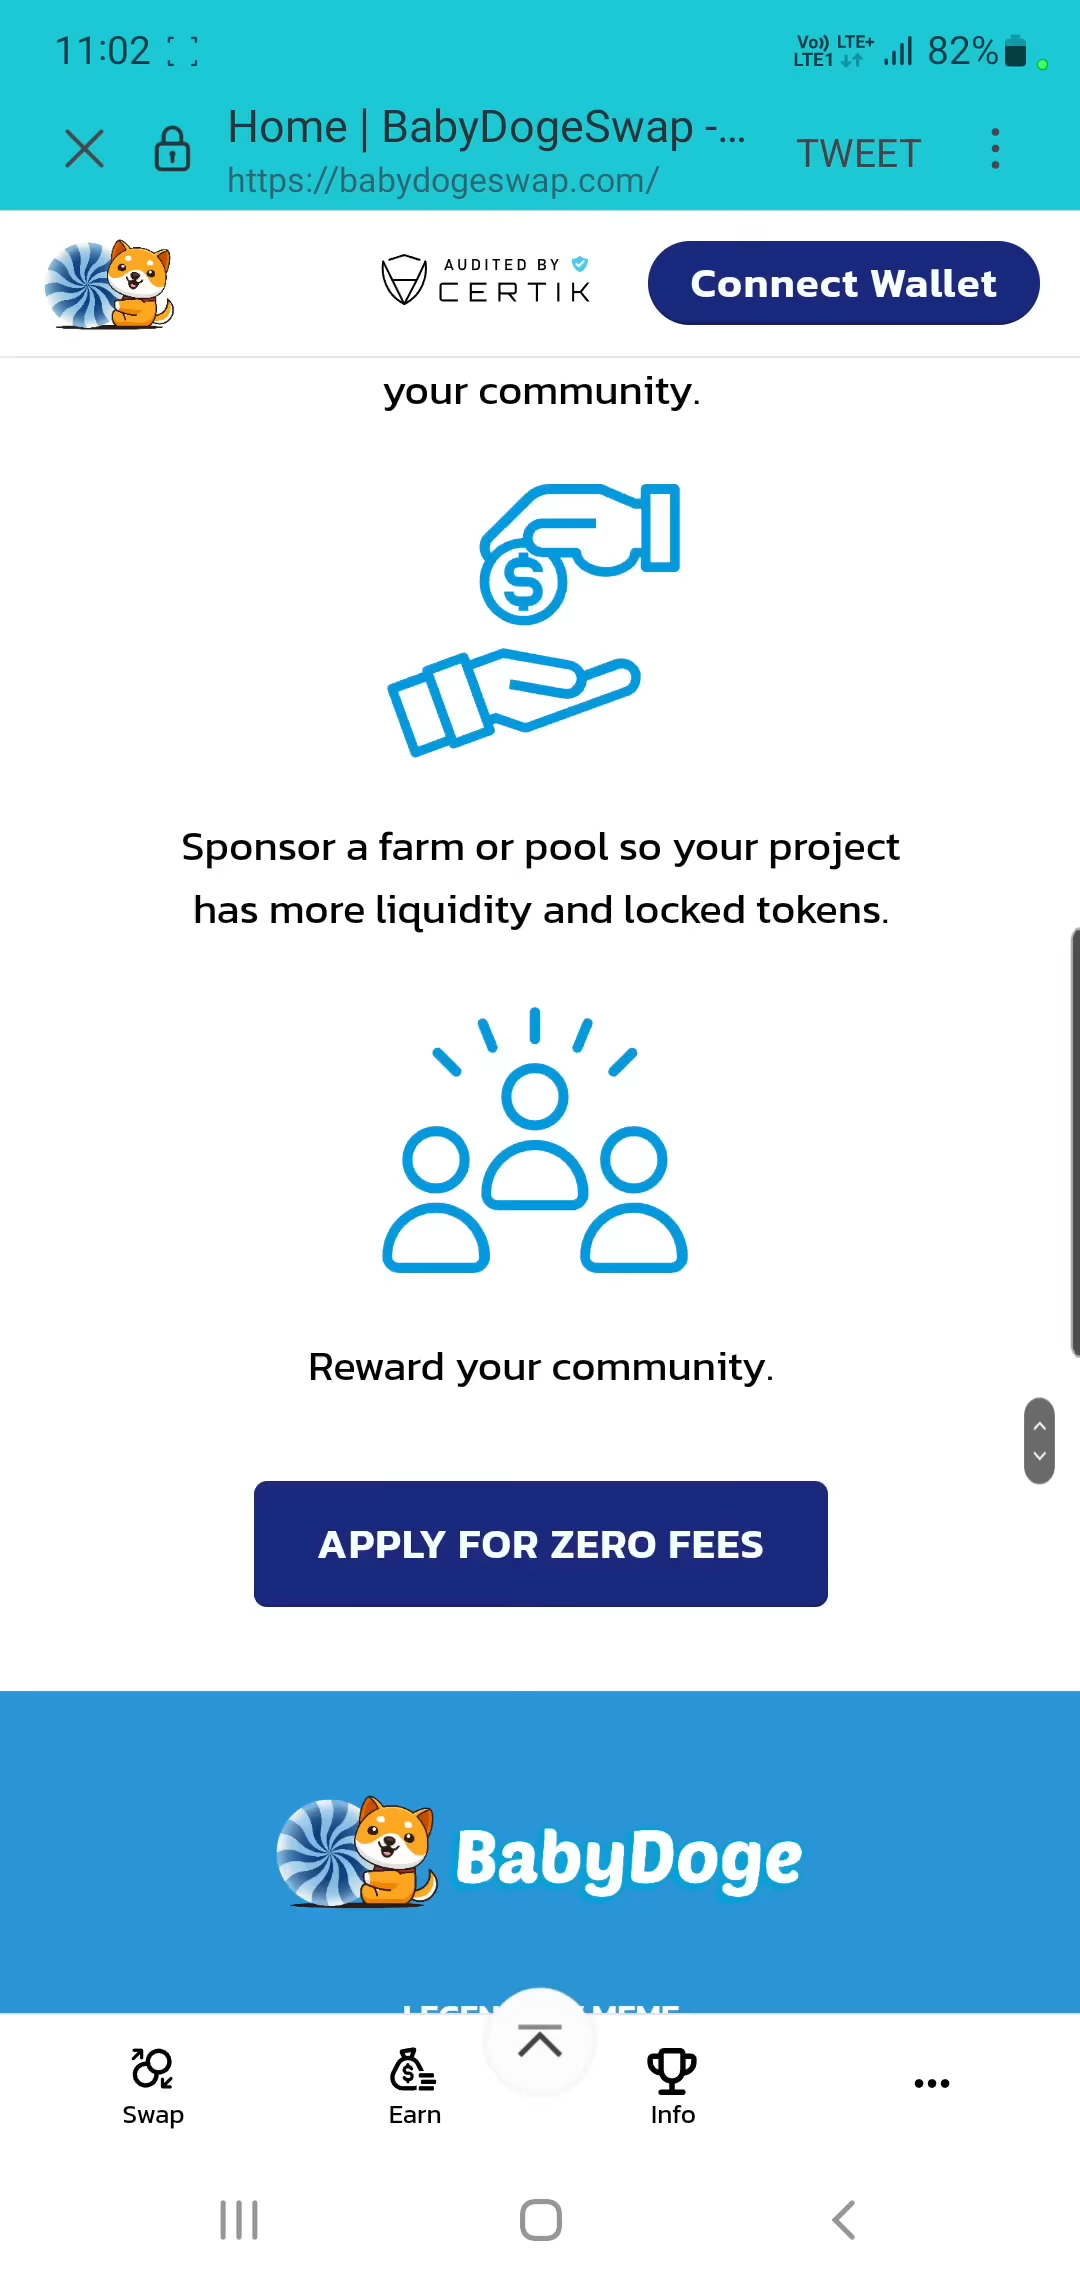 11:02
Vo)) LTE+
LTE1
82%
Home | BabyDogeSwap -...
https://babydogeswap.com/
TWEET
AUDITED BY
CERTIK
Connect Wallet
your community.
$
Sponsor a farm or pool so your project
has more liquidity and locked tokens.
Reward your community.
APPLY FOR ZERO FEES
BabyDoge
$
Swap
Earn
Info